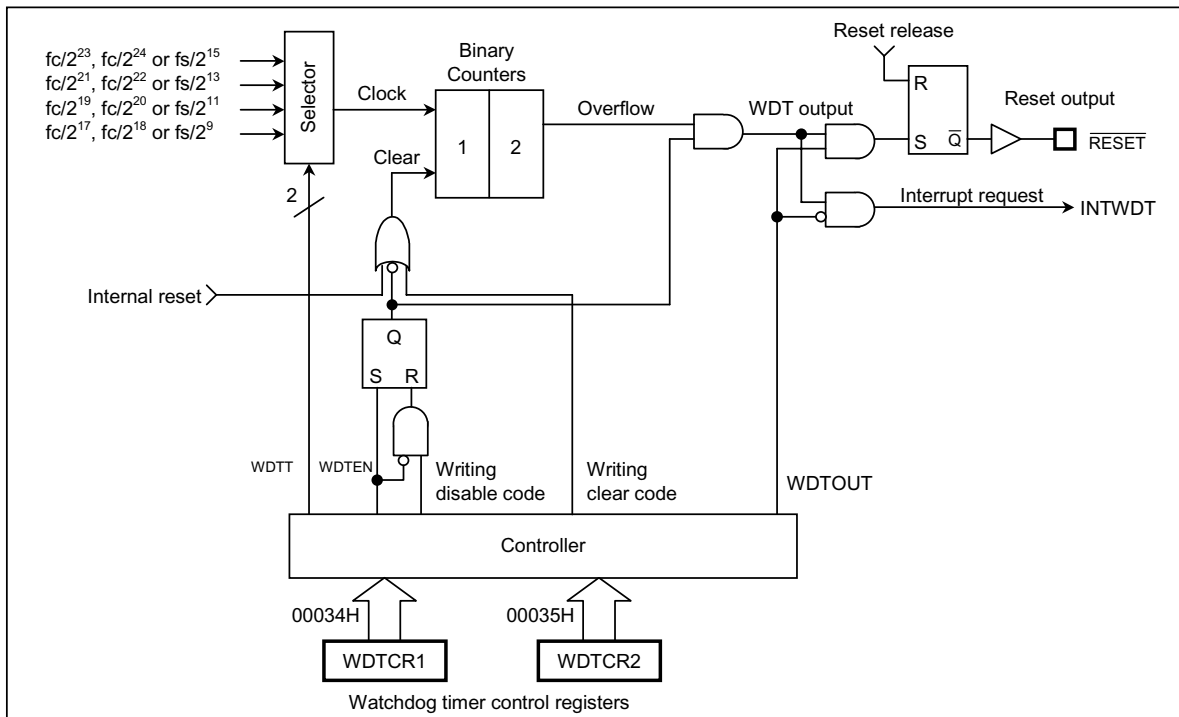 Reset release
fc/2²³, fc/2²⁴ or fs/2¹⁵
fc/2²¹, fc/2²² or fs/2¹³
fc/2¹⁹, fc/2²⁰ or fs/2¹¹
fc/2¹⁷, fc/2¹⁸ or fs/2⁹
Selector
Clock
Binary
Counters
1 2
Clear
2
Overflow
WDT output
R
S Q̅
Reset output
R̅E̅S̅E̅T̅
Interrupt request
INTWDT
Internal reset
Q
S R
WDTT
WDTEN
Writing
disable code
Writing
clear code
WDTOUT
Controller
00034H
00035H
WDTCR1
WDTCR2
Watchdog timer control registers